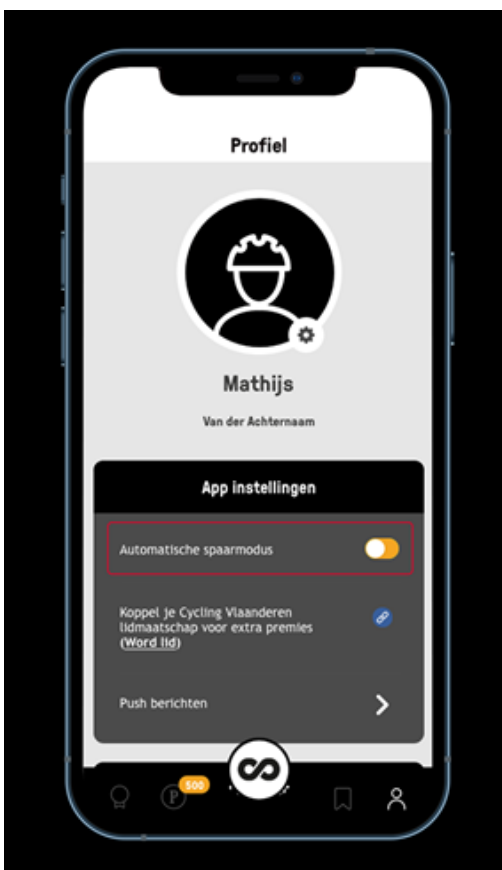 Profiel
Mathijs
Van der Achternaam
App instellingen
Automatische spaarmodus
Koppel je Cycling Vlaanderen
lidmaatschap voor extra premies
(Word lid)
Push berichten
500
P